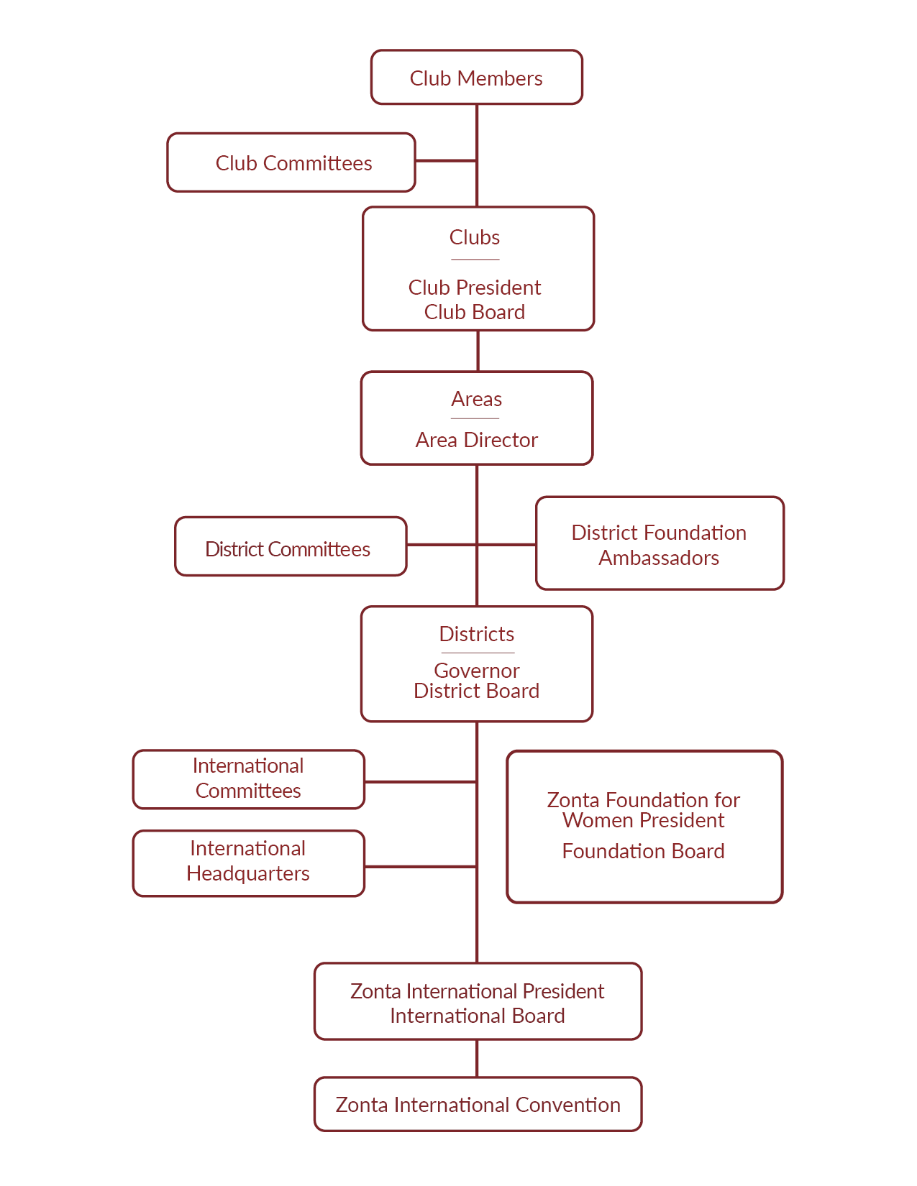 Club Members
Club Committees
Clubs
Club President
Club Board
Areas
Area Director
District Committees
District Foundation
Ambassadors
Districts
Governor
District Board
International
Committees
International
Headquarters
Zonta Foundation for
Women President
Foundation Board
Zonta International President
International Board
Zonta International Convention